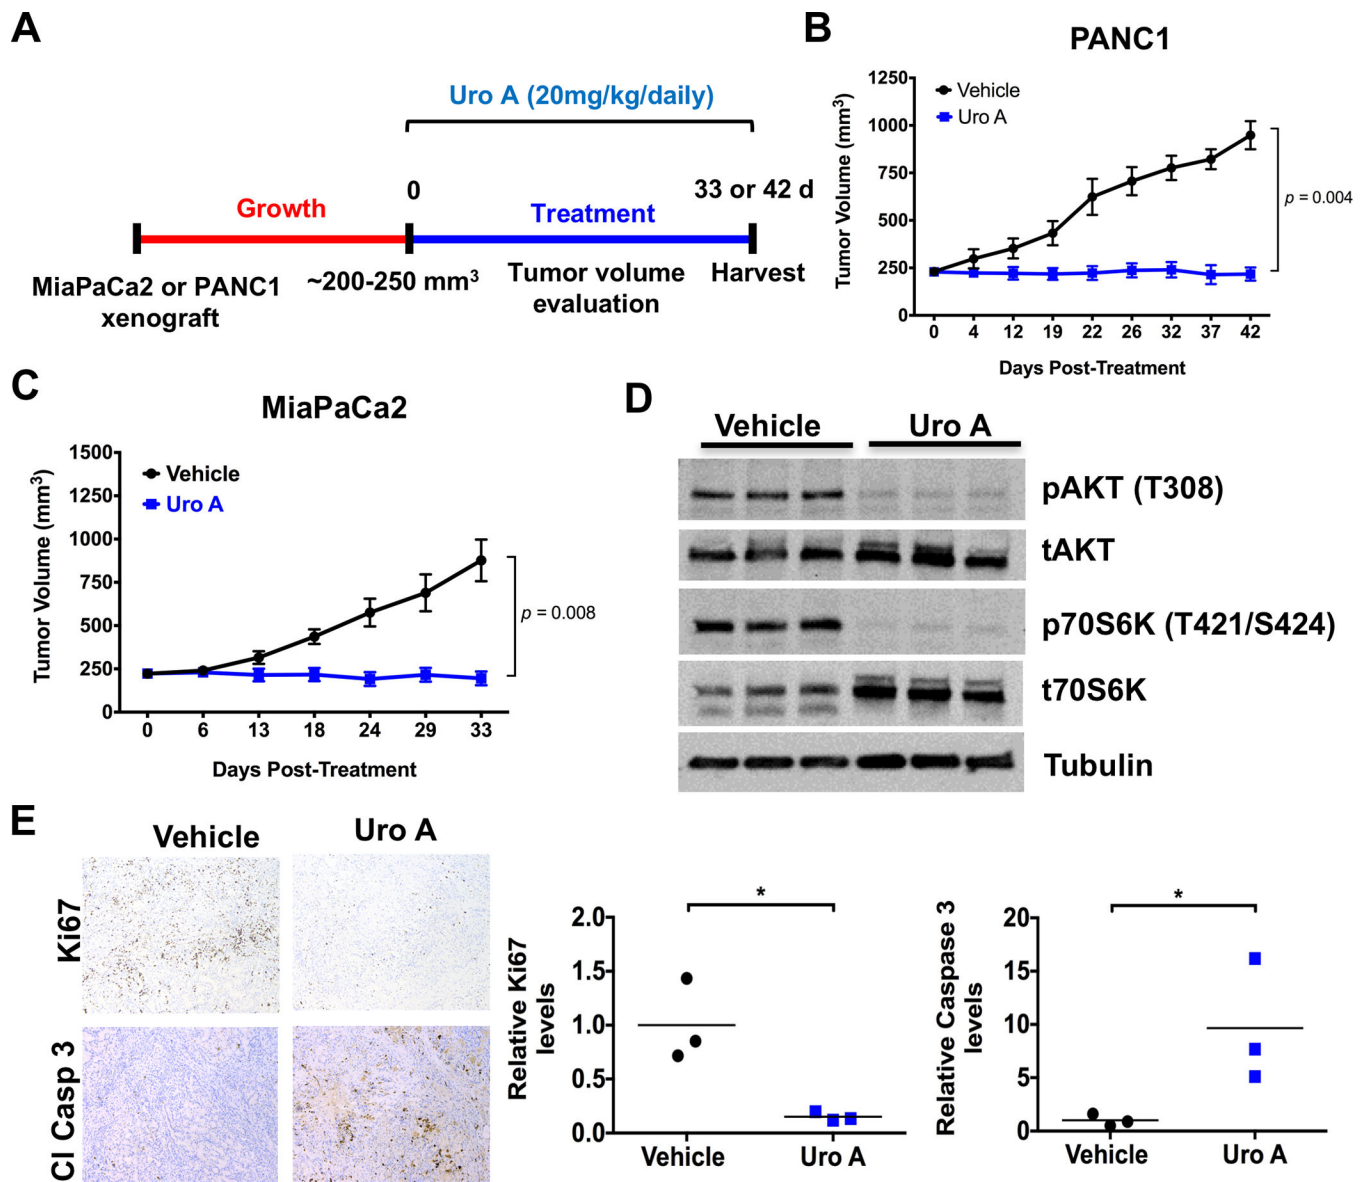 A
Uro A (20mg/kg/daily)
0
33 or 42 d
Growth
Treatment
MiaPaCa2 or PANC1
xenograft
~200-250 mm³
Tumor volume
evaluation
Harvest
B
PANC1
Tumor Volume (mm³)
1250
1000
750
500
250
0
Vehicle
Uro A
p = 0.004
0 4 12 19 22 26 32 37 42
Days Post-Treatment
C
MiaPaCa2
Tumor Volume (mm³)
1500
1250
1000
750
500
250
0
Vehicle
Uro A
p = 0.008
0 6 13 18 24 29 33
Days Post-Treatment
D
Vehicle Uro A
pAKT (T308)
tAKT
p70S6K (T421/S424)
t70S6K
Tubulin
E
Vehicle Uro A
Ki67
Cl Casp 3
Relative Ki67
levels
2.0
1.5
1.0
0.5
0.0
*
Vehicle Uro A
Relative Caspase 3
levels
20
15
10
5
0
*
Vehicle Uro A